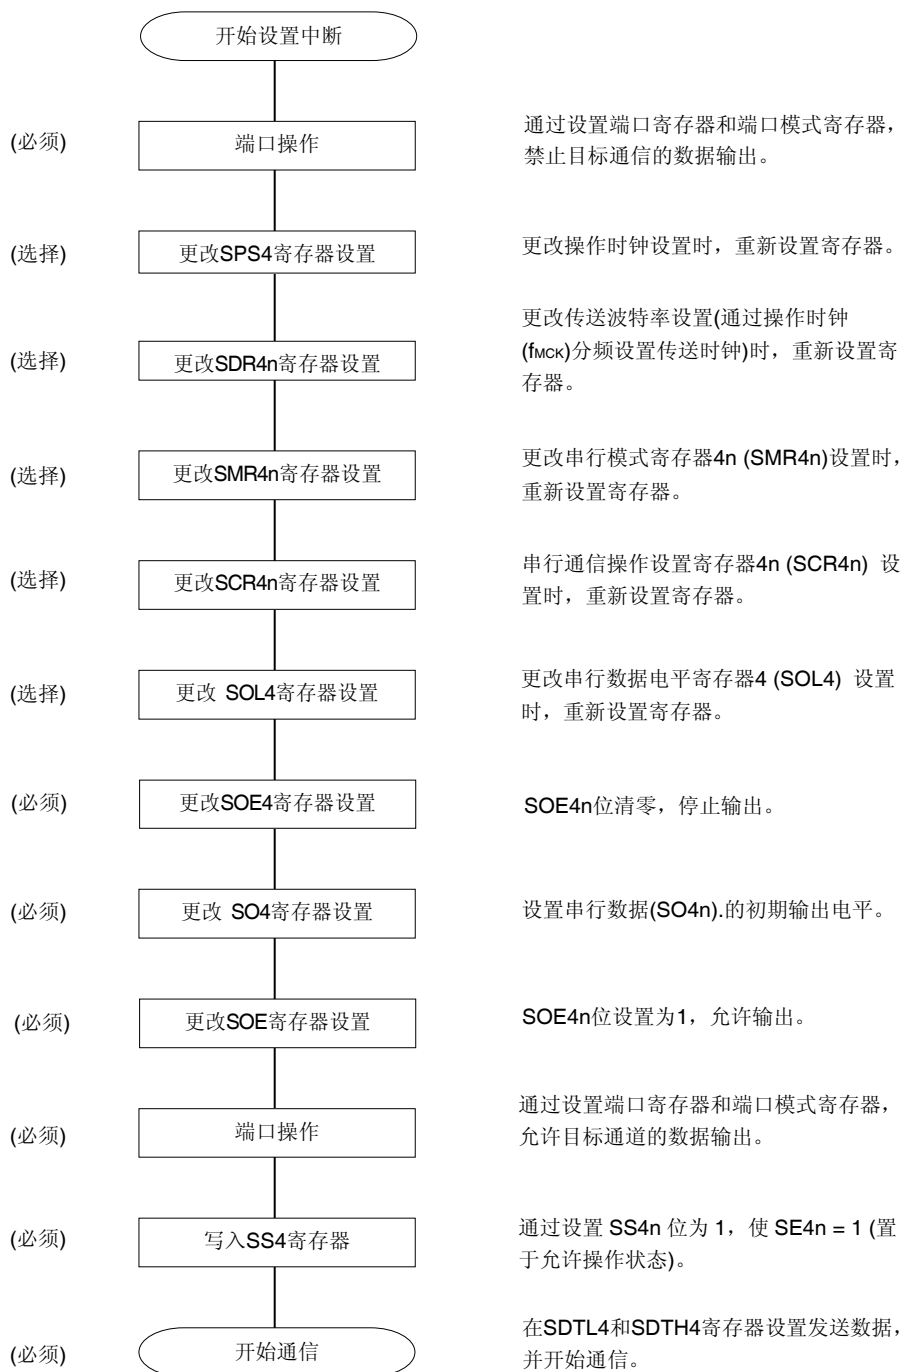 开始设置中断
(必须)
端口操作
通过设置端口寄存器和端口模式寄存器，
禁止目标通信的数据输出。
(选择)
更改SPS4寄存器设置
更改操作时钟设置时，重新设置寄存器。
(选择)
更改SDR4n寄存器设置
更改传送波特率设置(通过操作时钟
(fMCK)分频设置传送时钟)时，重新设置寄
存器。
(选择)
更改SMR4n寄存器设置
更改串行模式寄存器4n (SMR4n)设置时，
重新设置寄存器。
(选择)
更改SCR4n寄存器设置
串行通信操作设置寄存器4n (SCR4n) 设
置时，重新设置寄存器。
(选择)
更改 SOL4寄存器设置
更改串行数据电平寄存器4 (SOL4) 设置
时，重新设置寄存器。
(必须)
更改SOE4寄存器设置
SOE4n位清零，停止输出。
(必须)
更改 SO4寄存器设置
设置串行数据(SO4n).的初期输出电平。
(必须)
更改SOE寄存器设置
SOE4n位设置为1，允许输出。
(必须)
端口操作
通过设置端口寄存器和端口模式寄存器，
允许目标通道的数据输出。
(必须)
写入SS4寄存器
通过设置 SS4n 位为 1，使 SE4n = 1 (置
于允许操作状态)。
(必须)
开始通信
在SDTL4和SDTH4寄存器设置发送数据，
并开始通信。